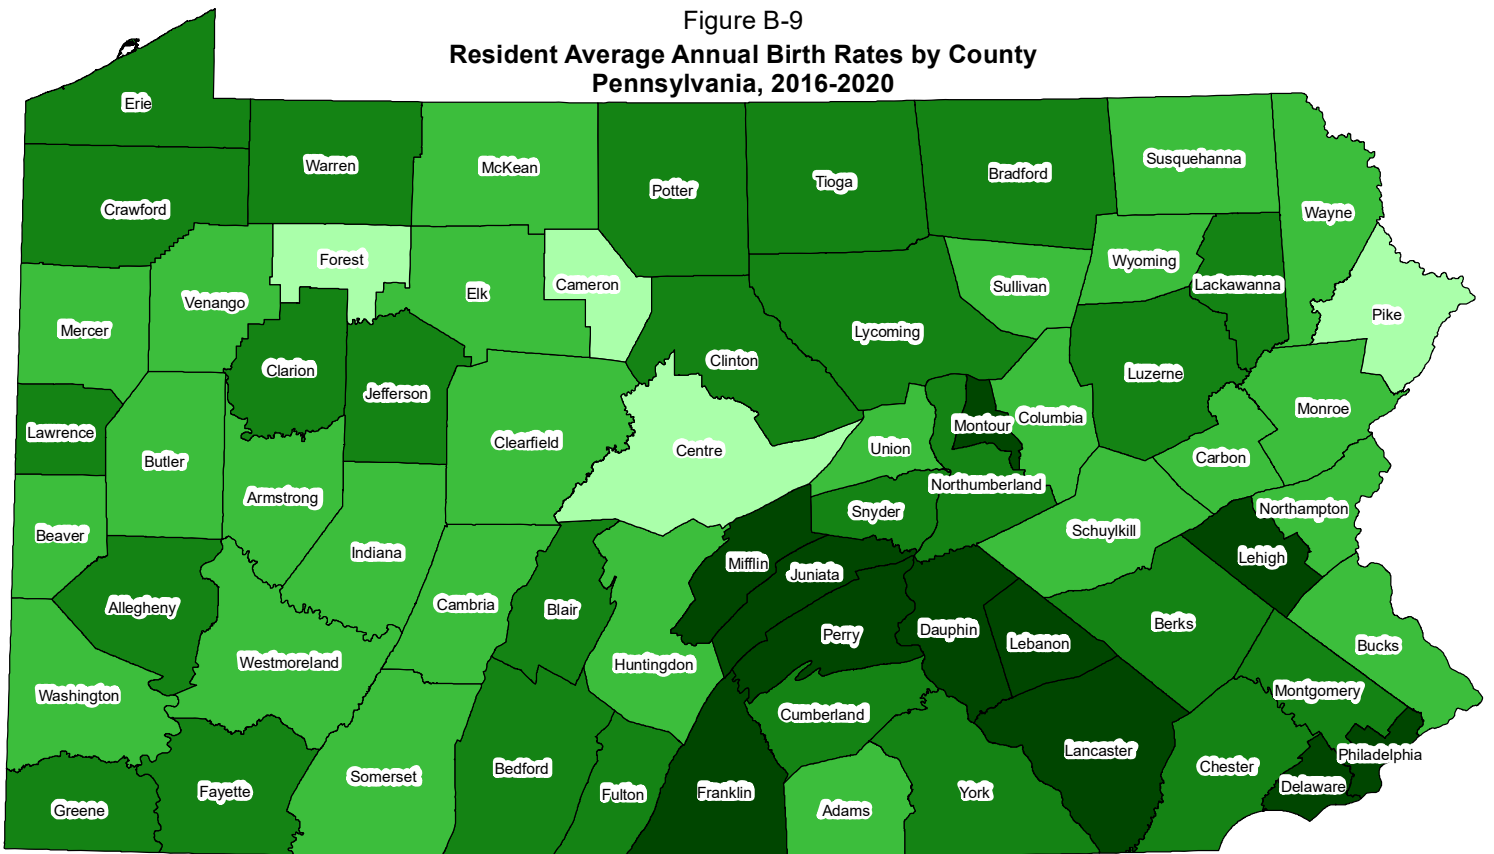 Figure B-9
Resident Average Annual Birth Rates by County
Pennsylvania, 2016-2020
Erie
Warren
McKean
Potter
Tioga
Bradford
Susquehanna
Wayne
Crawford
Forest
Cameron
Elk
Venango
Sullivan
Wyoming
Lackawanna
Pike
Mercer
Clarion
Jefferson
Clinton
Lycoming
Luzerne
Monroe
Lawrence
Butler
Armstrong
Clearfield
Centre
Union
Montour
Columbia
Carbon
Northumberland
Snyder
Northampton
Beaver
Indiana
Mifflin
Juniata
Schuylkill
Lehigh
Allegheny
Cambria
Blair
Perry
Dauphin
Lebanon
Berks
Bucks
Westmoreland
Huntingdon
Washington
Cumberland
Montgomery
Lancaster
Philadelphia
Greene
Fayette
Somerset
Bedford
Fulton
Franklin
Adams
York
Chester
Delaware